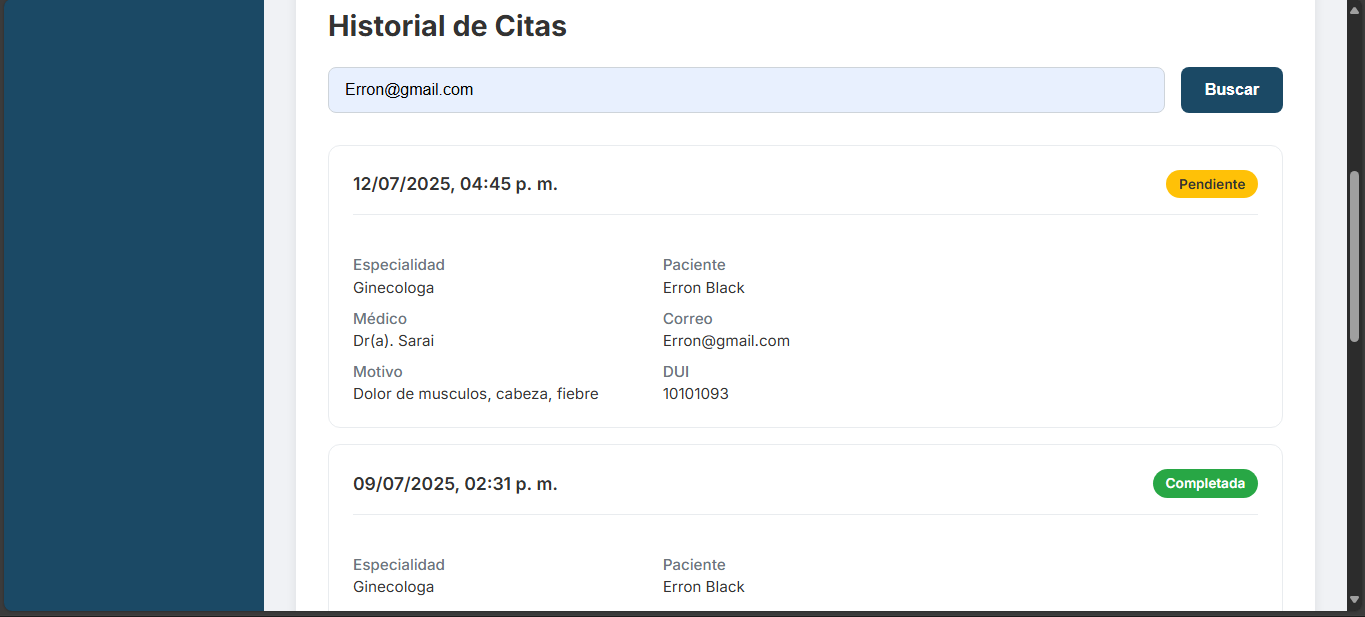 Historial de Citas
Erron@gmail.com
Buscar
12/07/2025, 04:45 p. m.
Pendiente
Especialidad
Paciente
Ginecologa
Erron Black
Médico
Correo
Dr(a). Sarai
Erron@gmail.com
Motivo
DUI
Dolor de musculos, cabeza, fiebre
10101093
09/07/2025, 02:31 p. m.
Completada
Especialidad
Paciente
Ginecologa
Erron Black